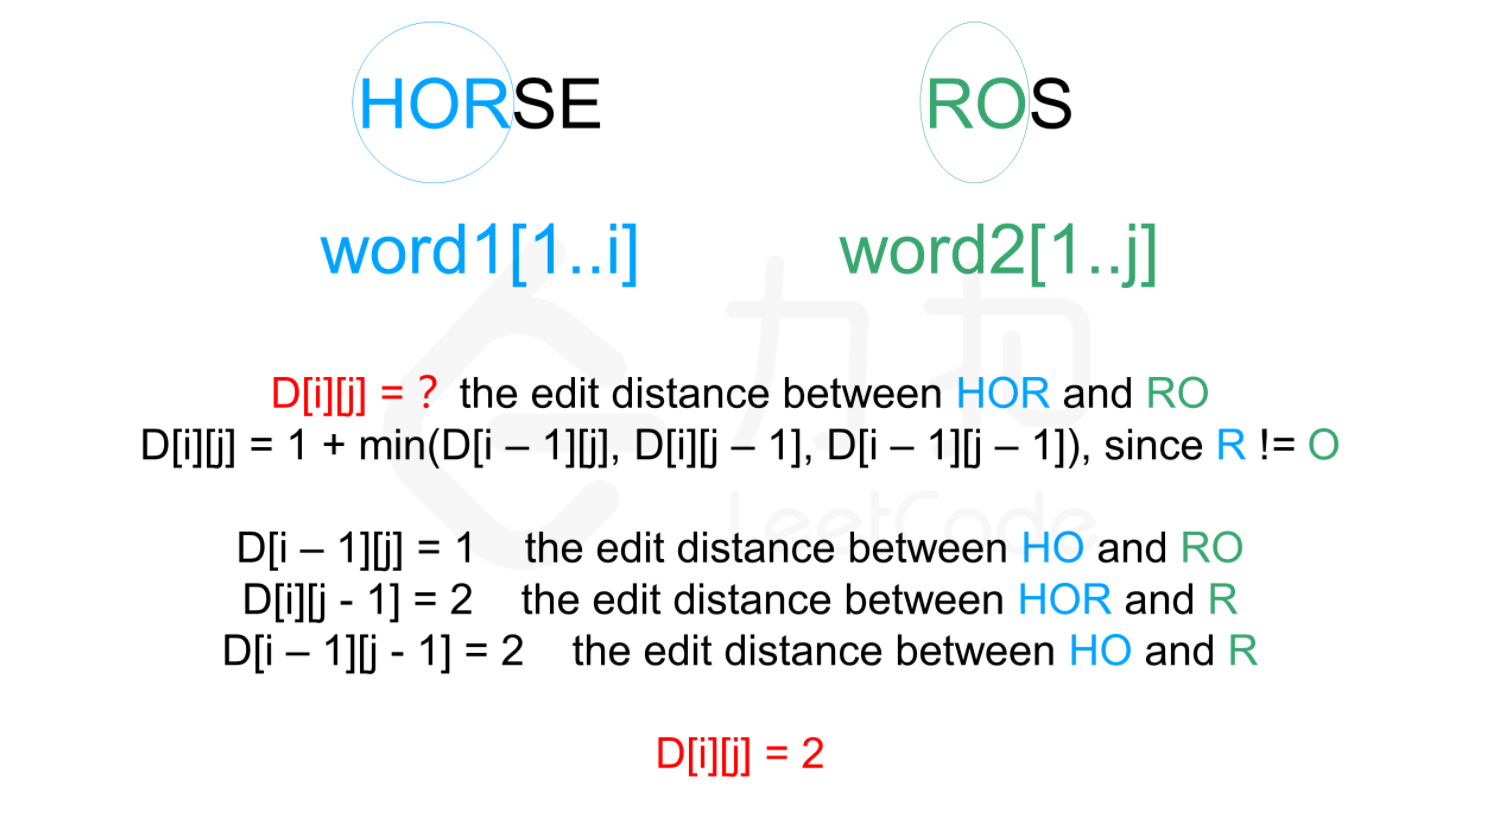 HORSE ROS
word1[1..i] word2[1..j]
D[i][j] = ? the edit distance between HOR and RO
D[i][j] = 1 + min(D[i – 1][j], D[i][j – 1], D[i – 1][j – 1]), since R != O
D[i – 1][j] = 1 the edit distance between HO and RO
D[i][j - 1] = 2 the edit distance between HOR and R
D[i – 1][j - 1] = 2 the edit distance between HO and R
D[i][j] = 2
力扣
LeetCode